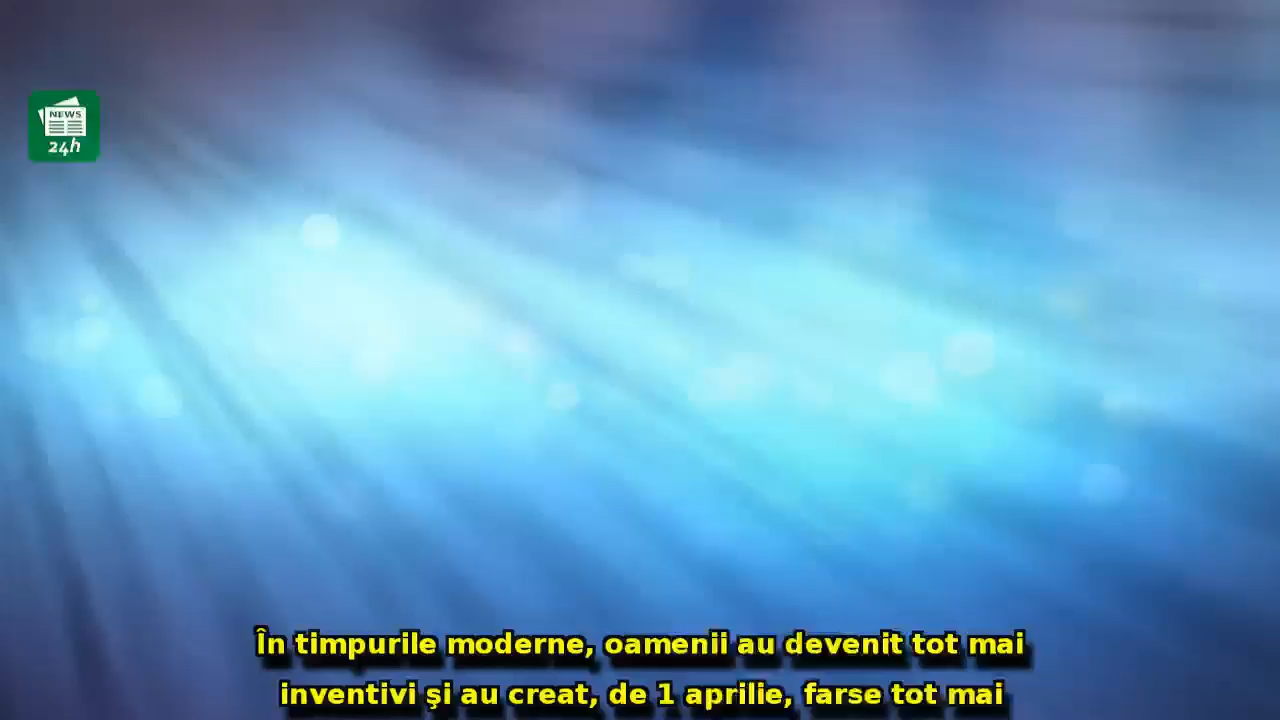 NEWS
24h
În timpurile moderne, oamenii au devenit tot mai
inventivi şi au creat, de 1 aprilie, farse tot mai